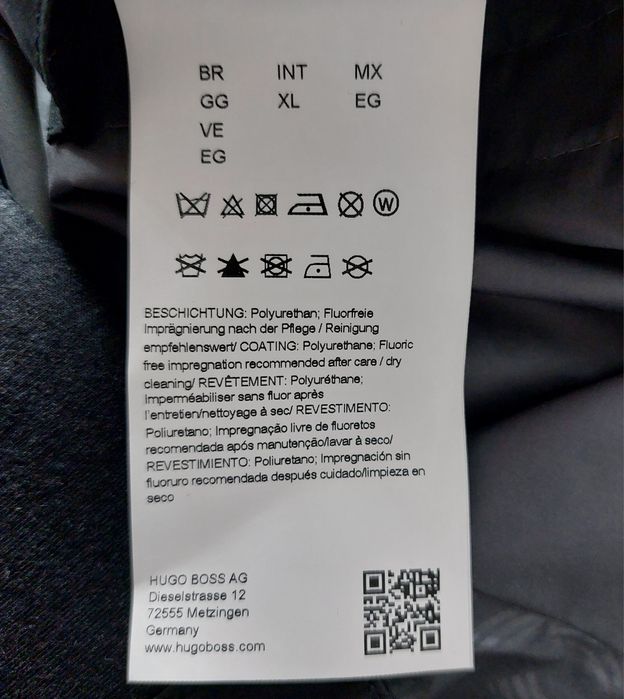 BR INT MX
GG XL EG
VE
EG
W
BESCHICHTUNG: Polyurethan; Fluorfreie
Imprägnierung nach der Pflege / Reinigung
empfehlenswert/ COATING: Polyurethane; Fluoric
free impregnation recommended after care / dry
cleaning/ REVÊTEMENT: Polyuréthane;
Imperméabiliser sans fluor après
l'entretien/nettoyage à sec/ REVESTIMENTO:
Poliuretano; Impregnação livre de fluoretos
recomendada após manutenção/lavar à seco/
REVESTIMIENTO: Poliuretano; Impregnación sin
fluoruro recomendada después cuidado/limpieza en
seco
HUGO BOSS AG
Dieselstrasse 12
72555 Metzingen
Germany
www.hugoboss.com